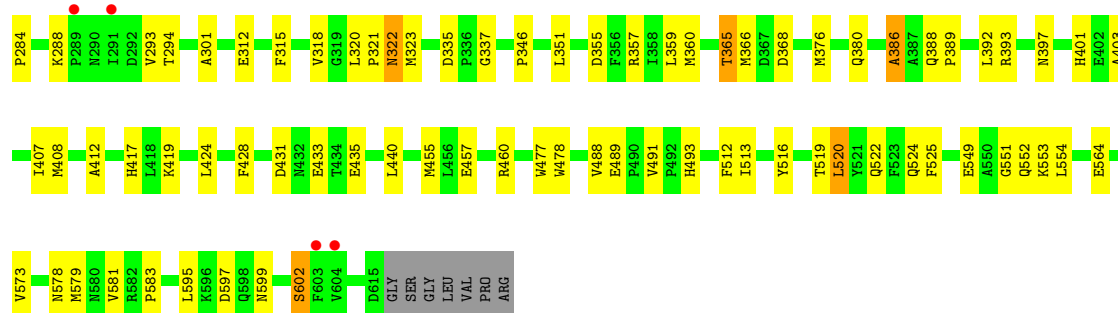 P284 K288 P289 N290 I291 D292 V293 T294 A301 E312 F315 V318 G319 L320 P321 N322 M323 D335 P336 G337 P346 L351 D355 F356 R357 I358 L359 M360 T365 M366 D367 D368 M376 Q380 A386 A387 Q388 P389 L392 R393 N397 H401 E402 A403
I407 M408 A412 H417 L418 K419 L424 F428 D431 N432 E433 T434 E435 L440 M455 L456 E457 R460 W477 W478 V488 E489 P490 V491 P492 H493 F512 I513 Y516 T519 L520 Y521 Q522 F523 Q524 F525 E549 A550 G551 Q552 K553 L554 E564
V573 N578 M579 N580 V581 R582 P583 L595 K596 D597 Q598 N599 S602 F603 V604 D615 GLY SER GLY LEU VAL PRO ARG